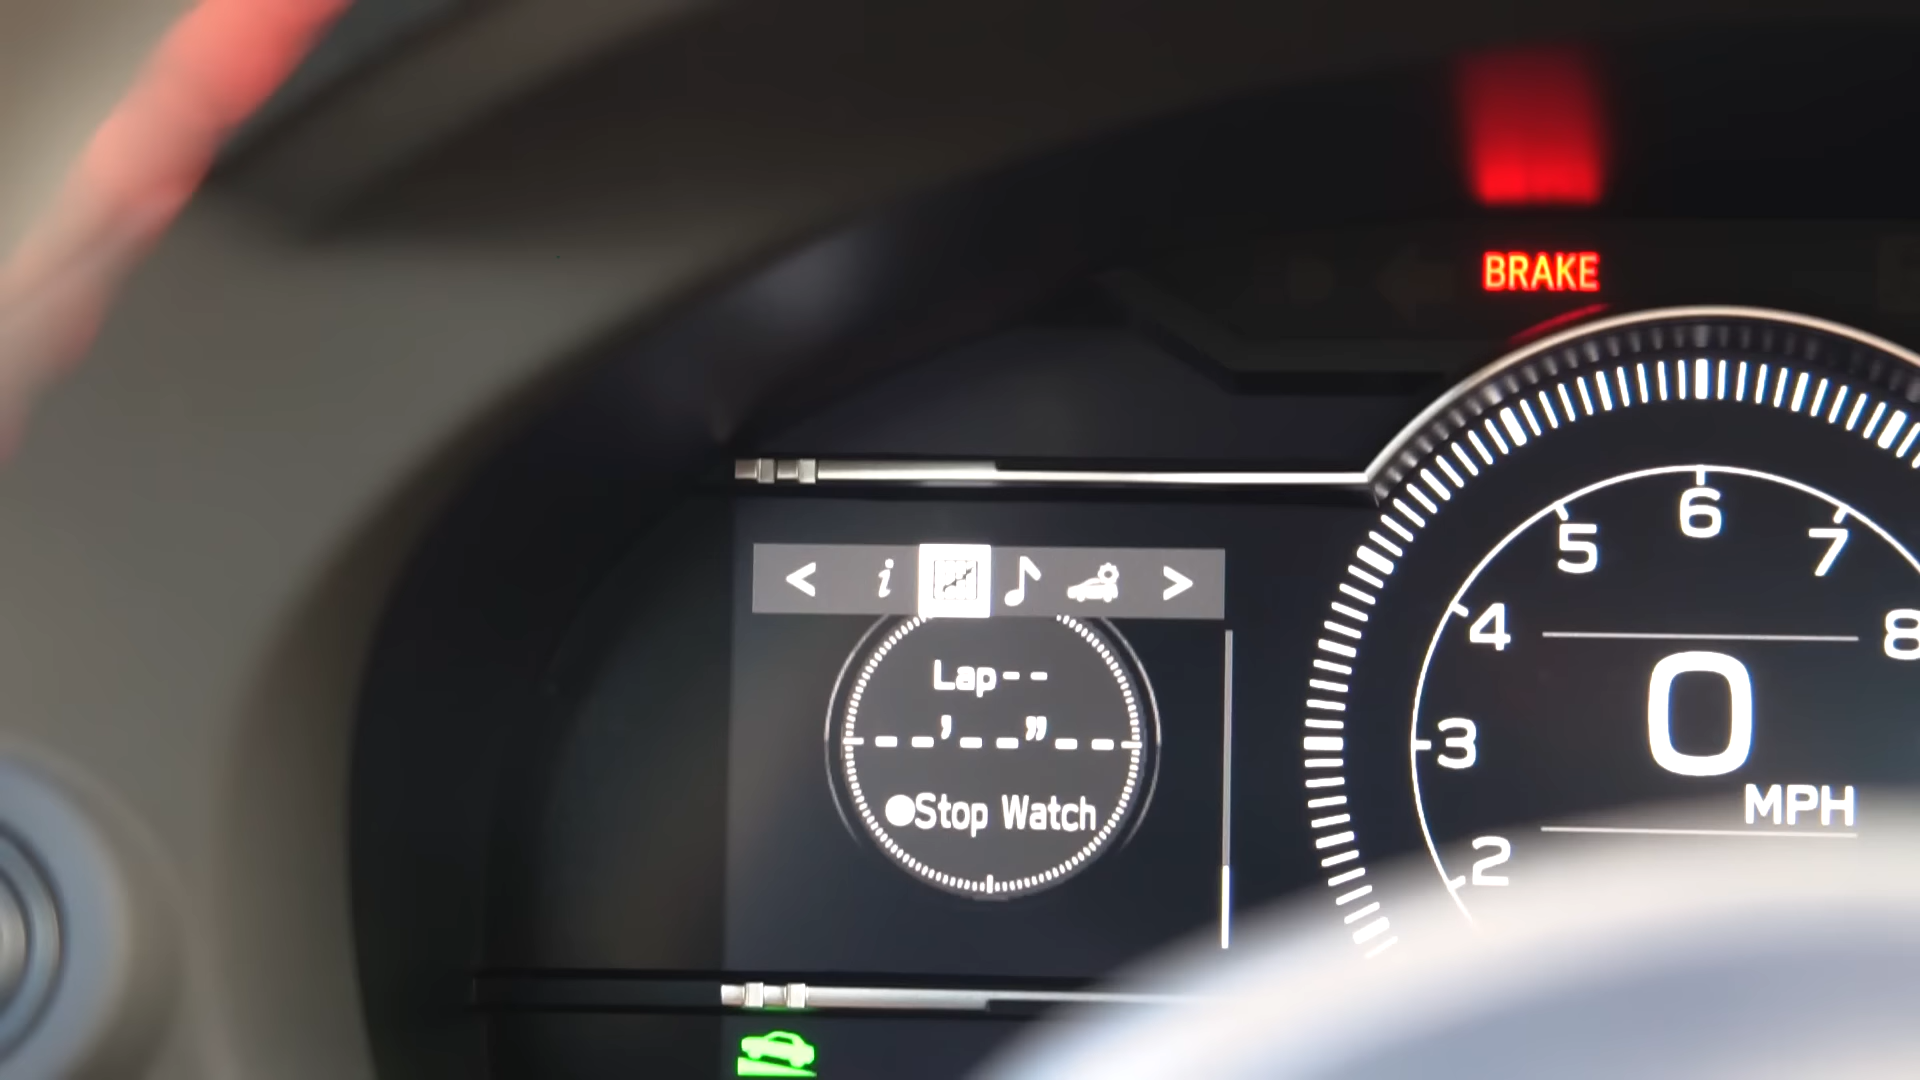 BRAKE
< i >
Lap--
--’--”--
Stop Watch
2
3
4
5
6
7
8
0
MPH